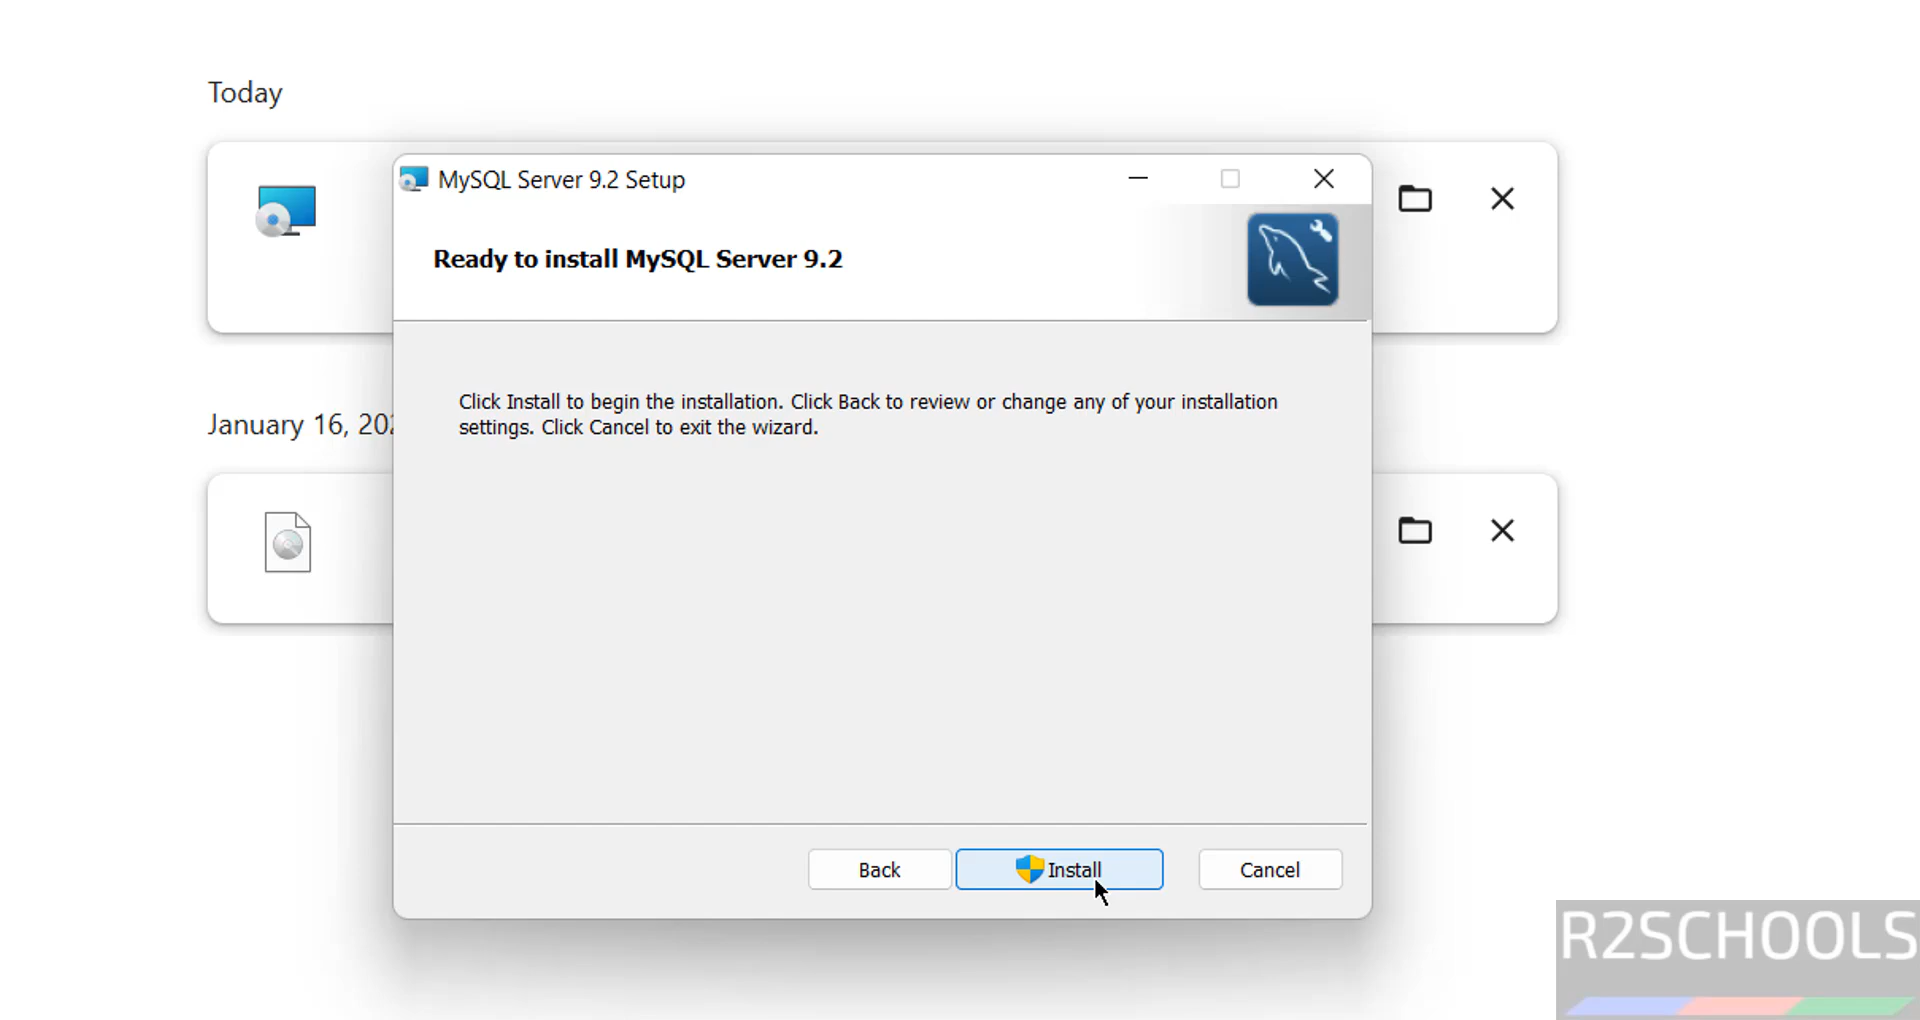 Today
MySQL Server 9.2 Setup
Ready to install MySQL Server 9.2
Click Install to begin the installation. Click Back to review or change any of your installation
settings. Click Cancel to exit the wizard.
January 16, 202
Back
Install
Cancel
R2SCHOOLS